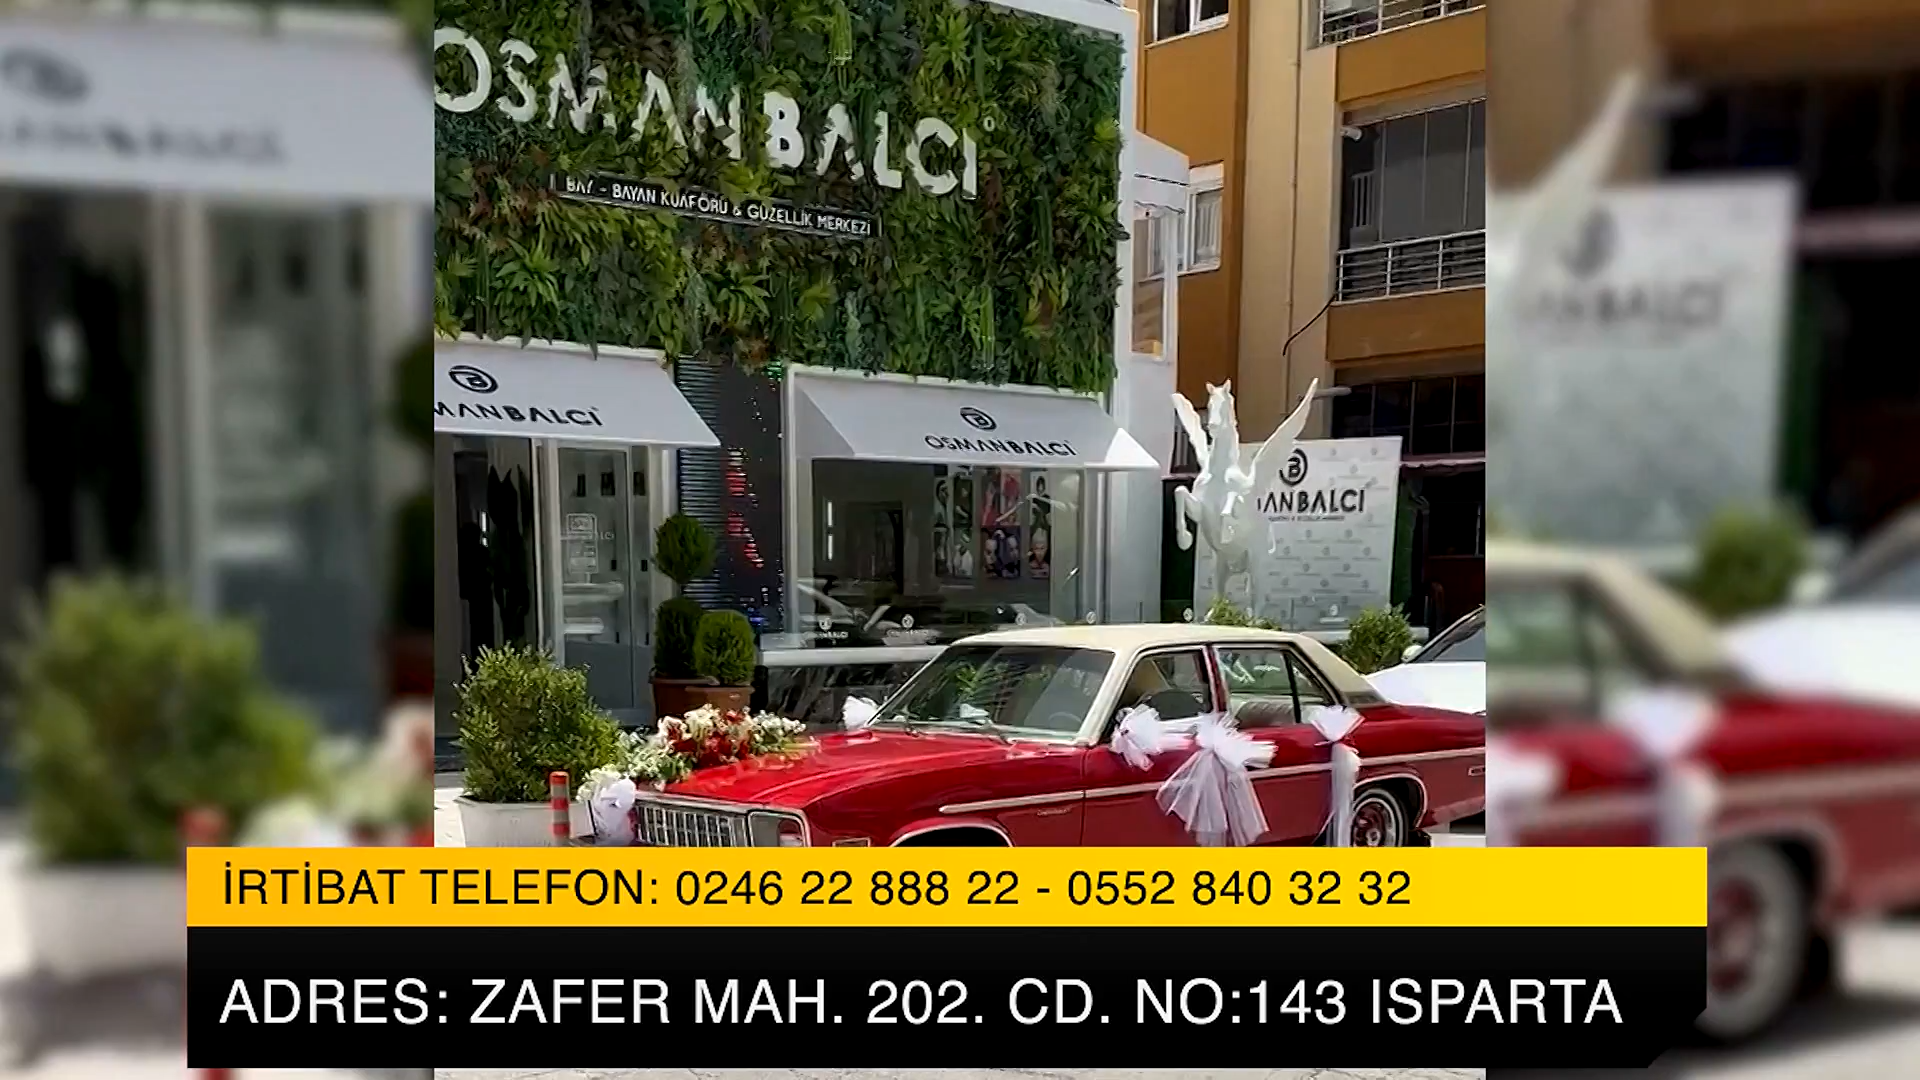 OSMANBALCI
BAY - BAYAN KUAFÖRÜ & GÜZELLİK MERKEZİ
MANBALCI
OSMANBALCI
ANBALCI
İRTİBAT TELEFON: 0246 22 888 22 - 0552 840 32 32
ADRES: ZAFER MAH. 202. CD. NO:143 ISPARTA